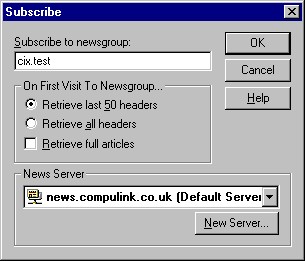 Subscribe
Subscribe to newsgroup:
cix.test
OK
Cancel
Help
On First Visit To Newsgroup...
Retrieve last 50 headers
Retrieve all headers
Retrieve full articles
News Server
news.compulink.co.uk (Default Server
New Server...